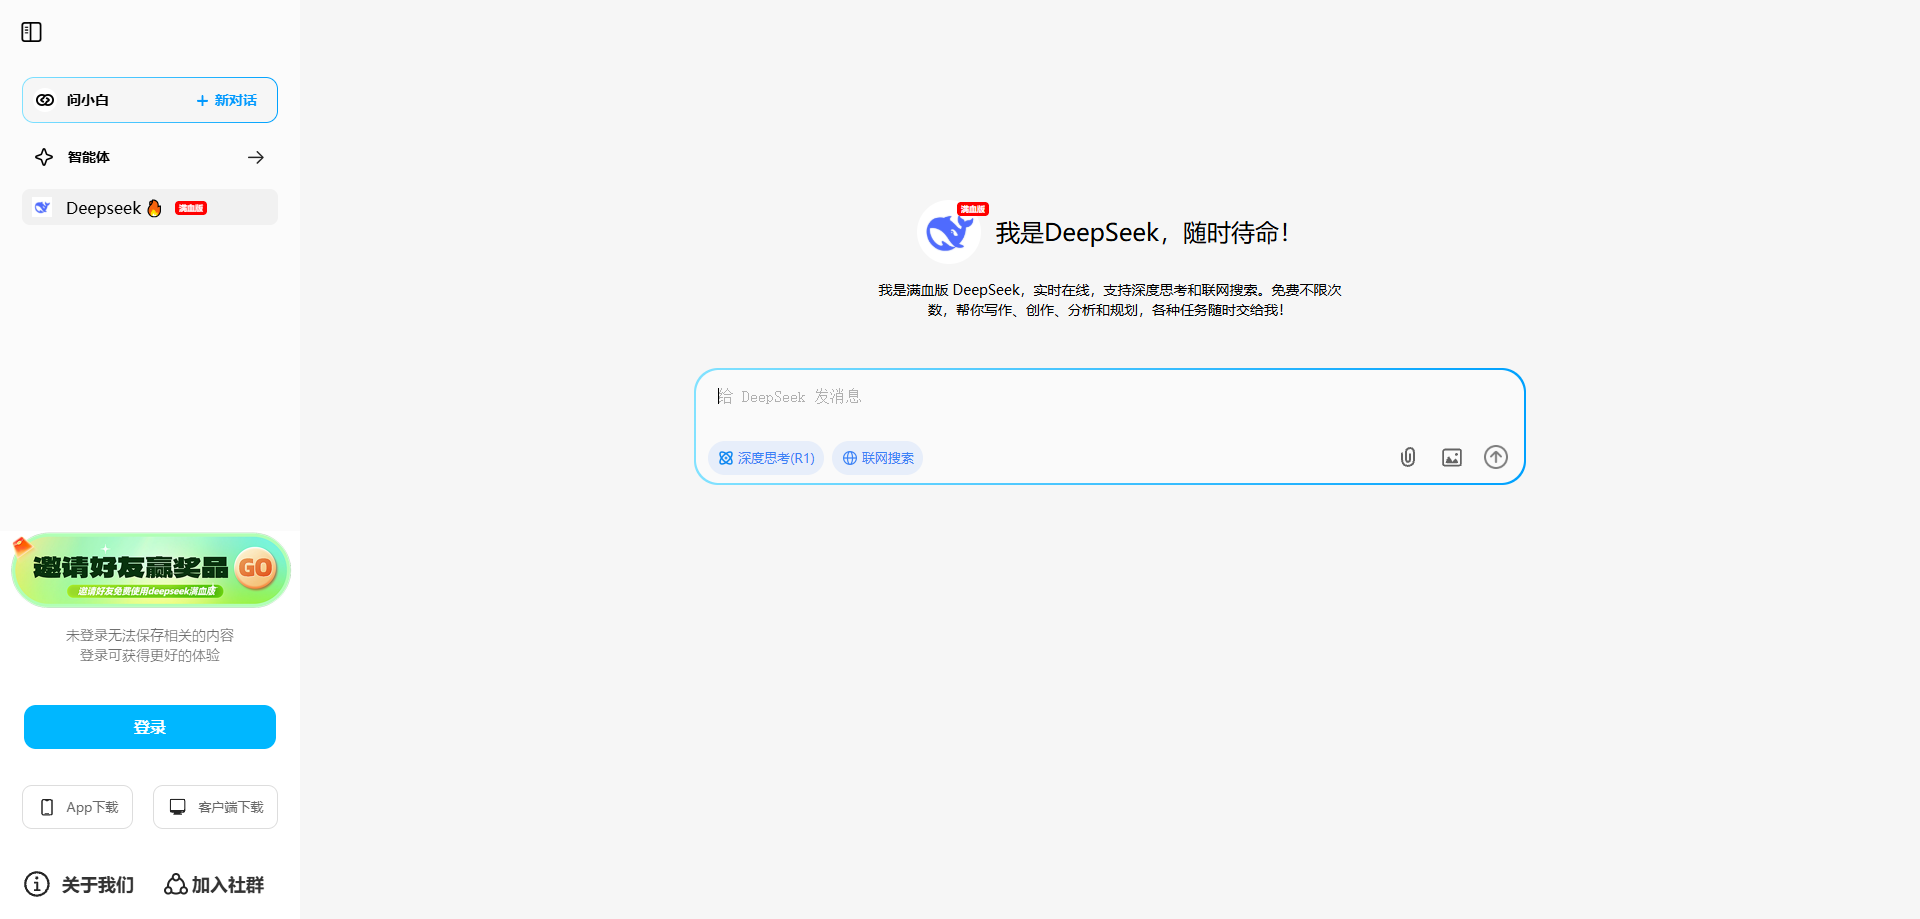 问小白
+ 新对话
智能体
Deepseek 满血版
邀请好友赢奖品 GO
邀请好友免费使用deepseek满血版
未登录无法保存相关的内容
登录可获得更好的体验
登录
App下载
客户端下载
关于我们
加入社群
满血版
我是DeepSeek，随时待命！
我是满血版 DeepSeek，实时在线，支持深度思考和联网搜索。免费不限次
数，帮你写作、创作、分析和规划，各种任务随时交给我！
给 DeepSeek 发消息
深度思考(R1)
联网搜索